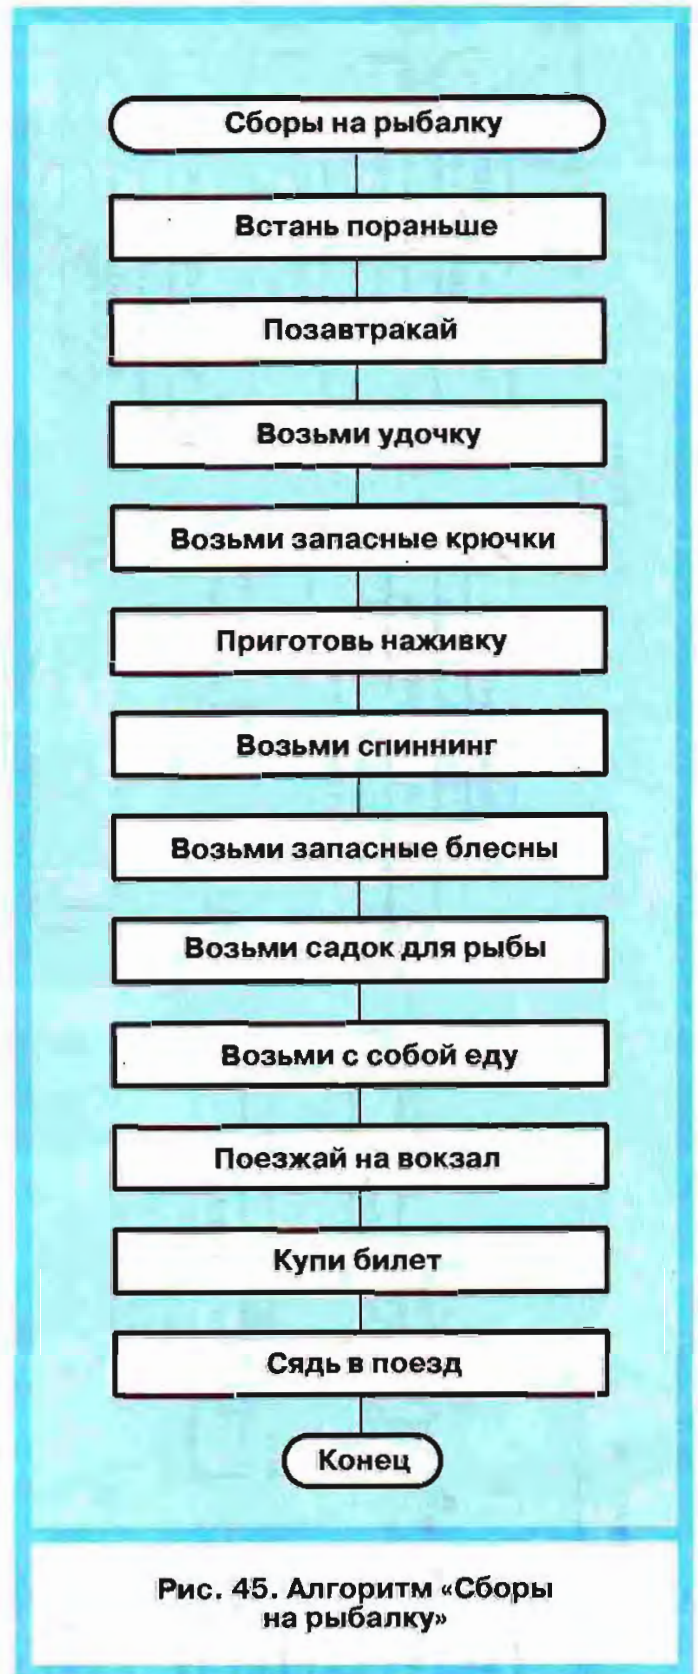 Сборы на рыбалку
Встань пораньше
Позавтракай
Возьми удочку
Возьми запасные крючки
Приготовь наживку
Возьми спиннинг
Возьми запасные блесны
Возьми садок для рыбы
Возьми с собой еду
Поезжай на вокзал
Купи билет
Сядь в поезд
Конец
Рис. 45. Алгоритм «Сборы
на рыбалку»